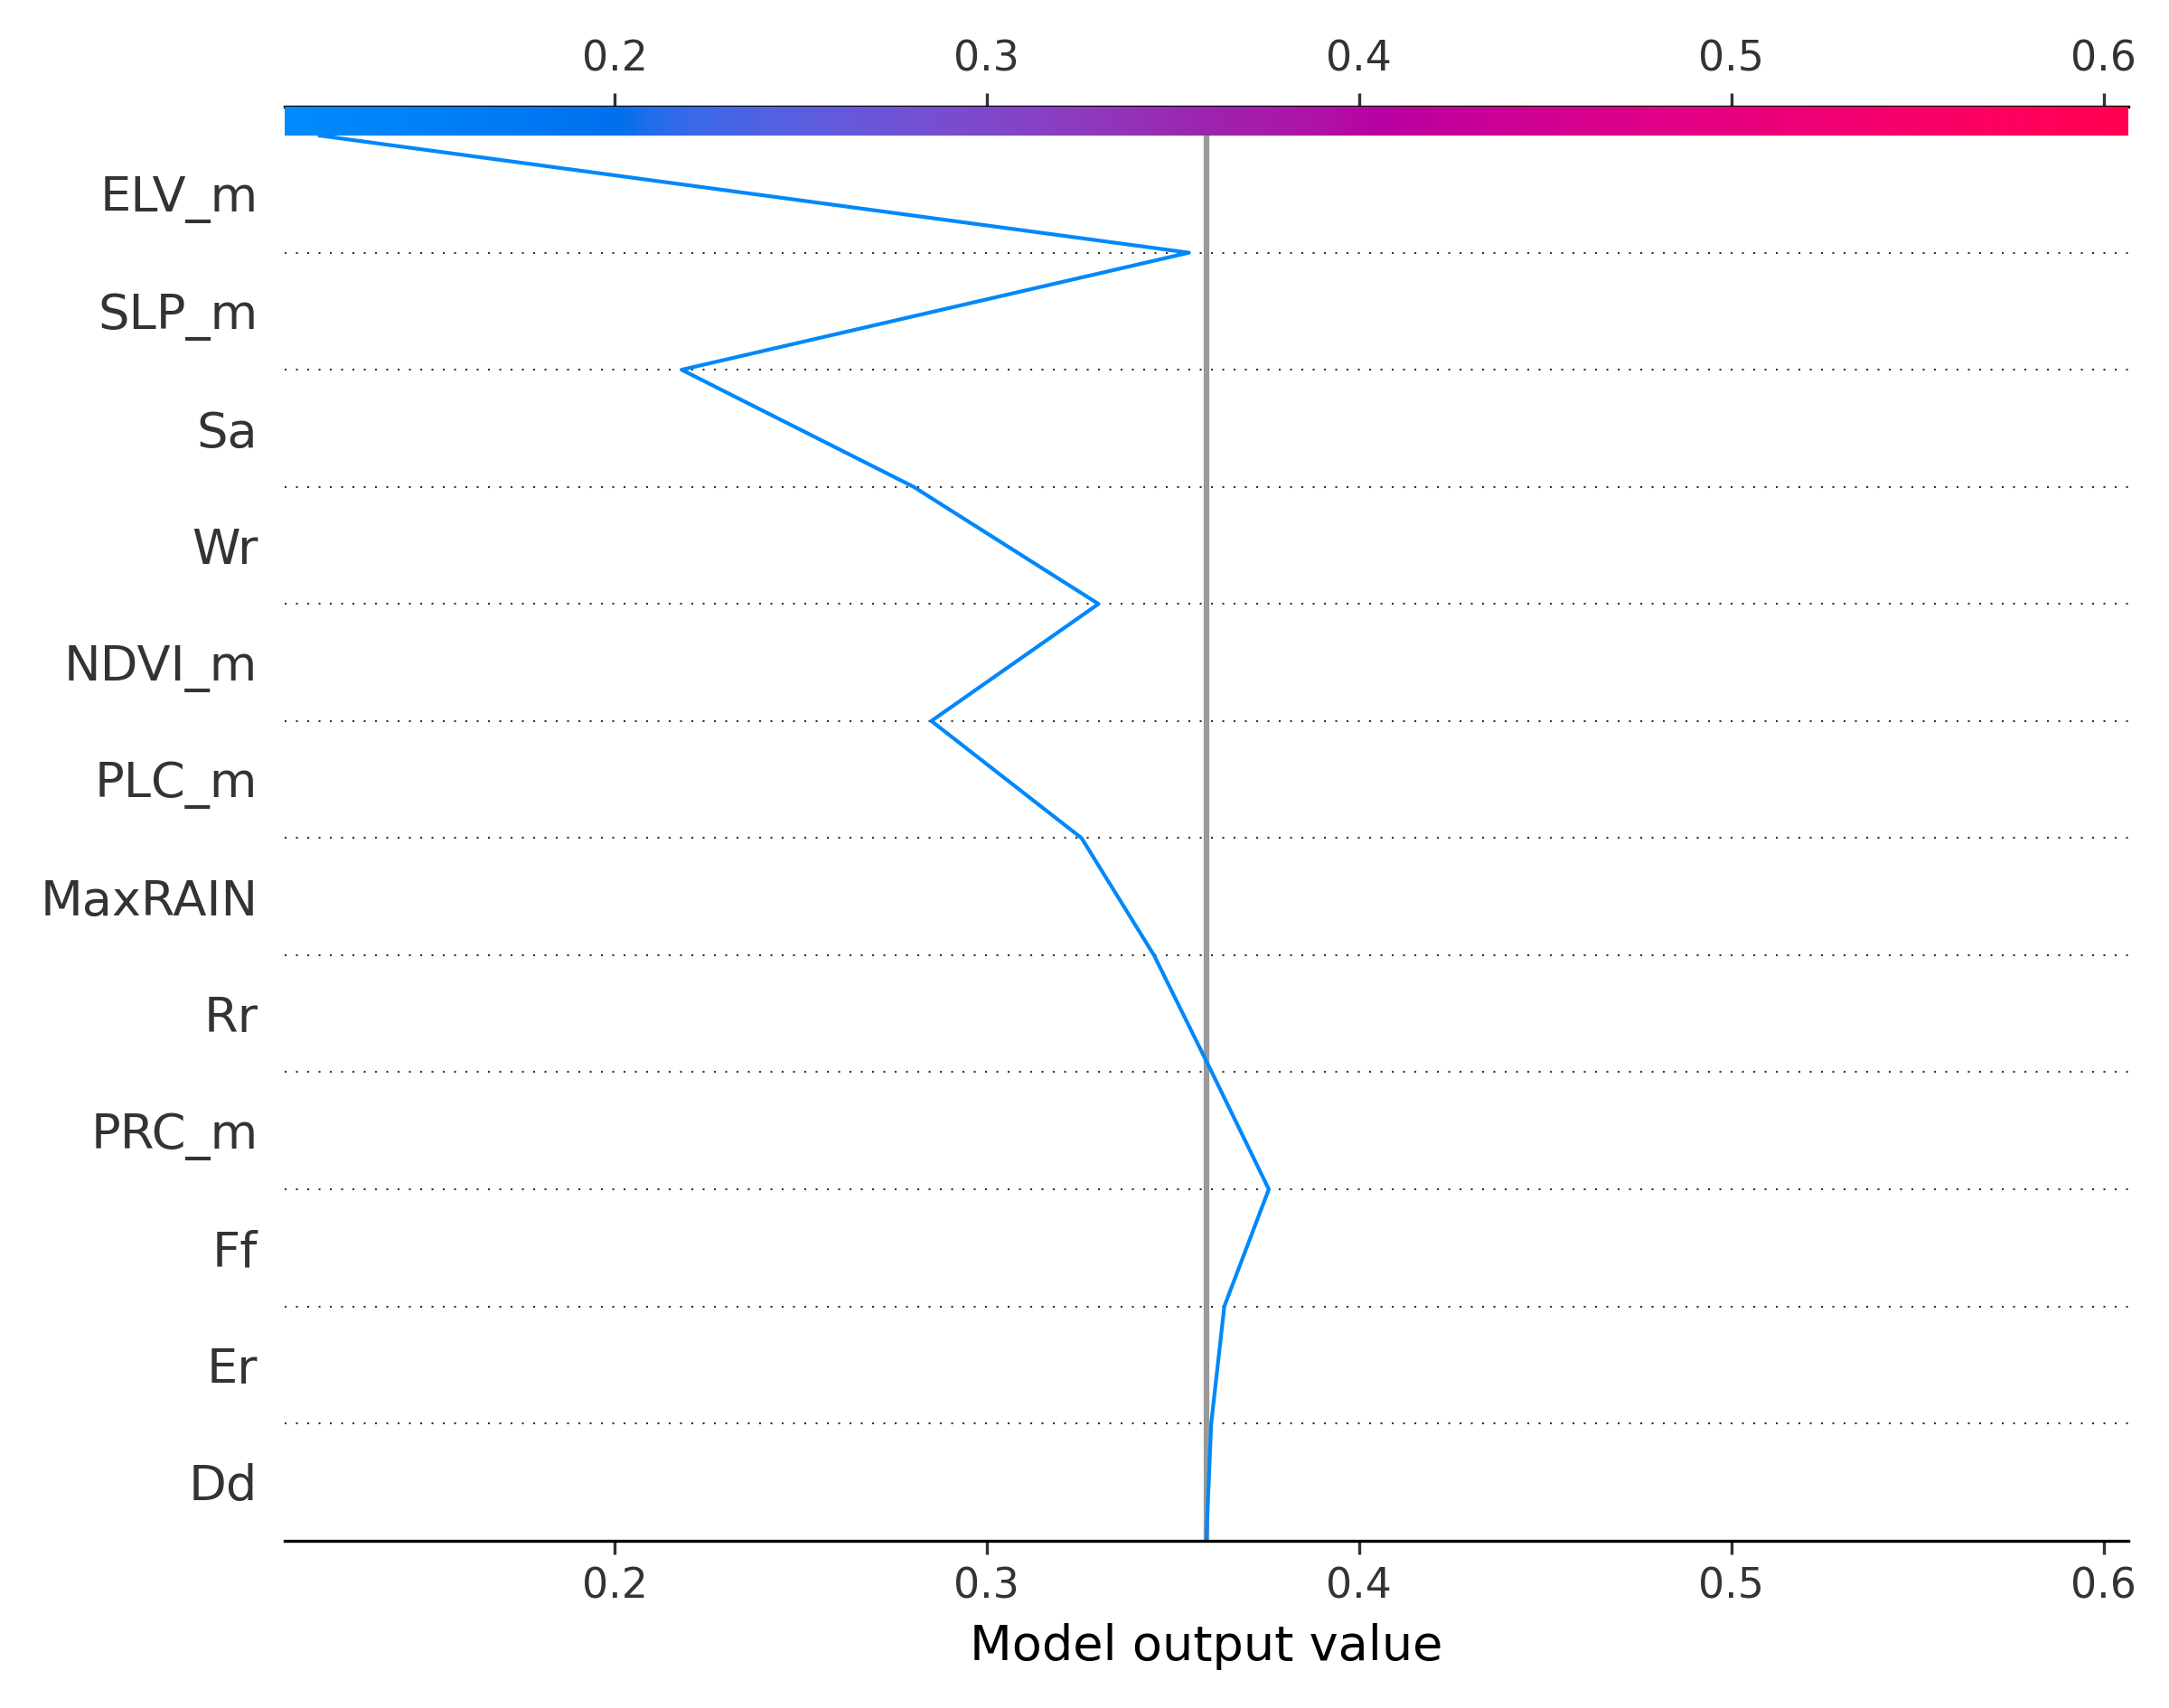 0.2 0.3 0.4 0.5 0.6
ELV_m
SLP_m
Sa
Wr
NDVI_m
PLC_m
MaxRAIN
Rr
PRC_m
Ff
Er
Dd
0.2 0.3 0.4 0.5 0.6
Model output value